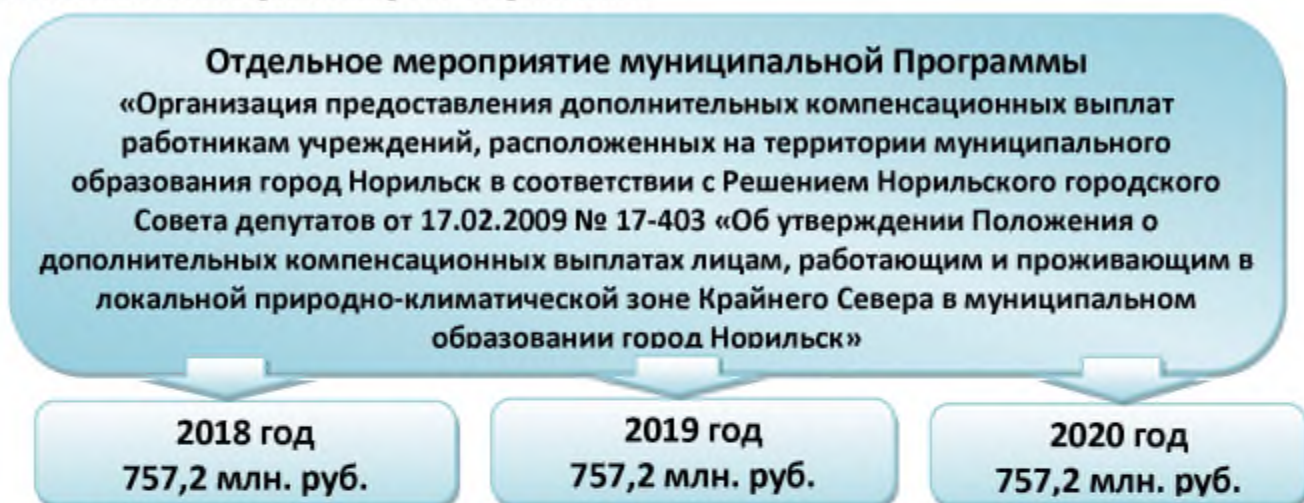 Отдельное мероприятие муниципальной Программы
«Организация предоставления дополнительных компенсационных выплат
работникам учреждений, расположенных на территории муниципального
образования город Норильск в соответствии с Решением Норильского городского
Совета депутатов от 17.02.2009 № 17-403 «Об утверждении Положения о
дополнительных компенсационных выплатах лицам, работающим и проживающим в
локальной природно-климатической зоне Крайнего Севера в муниципальном
образовании город Норильск»
2018 год
757,2 млн. руб.
2019 год
757,2 млн. руб.
2020 год
757,2 млн. руб.